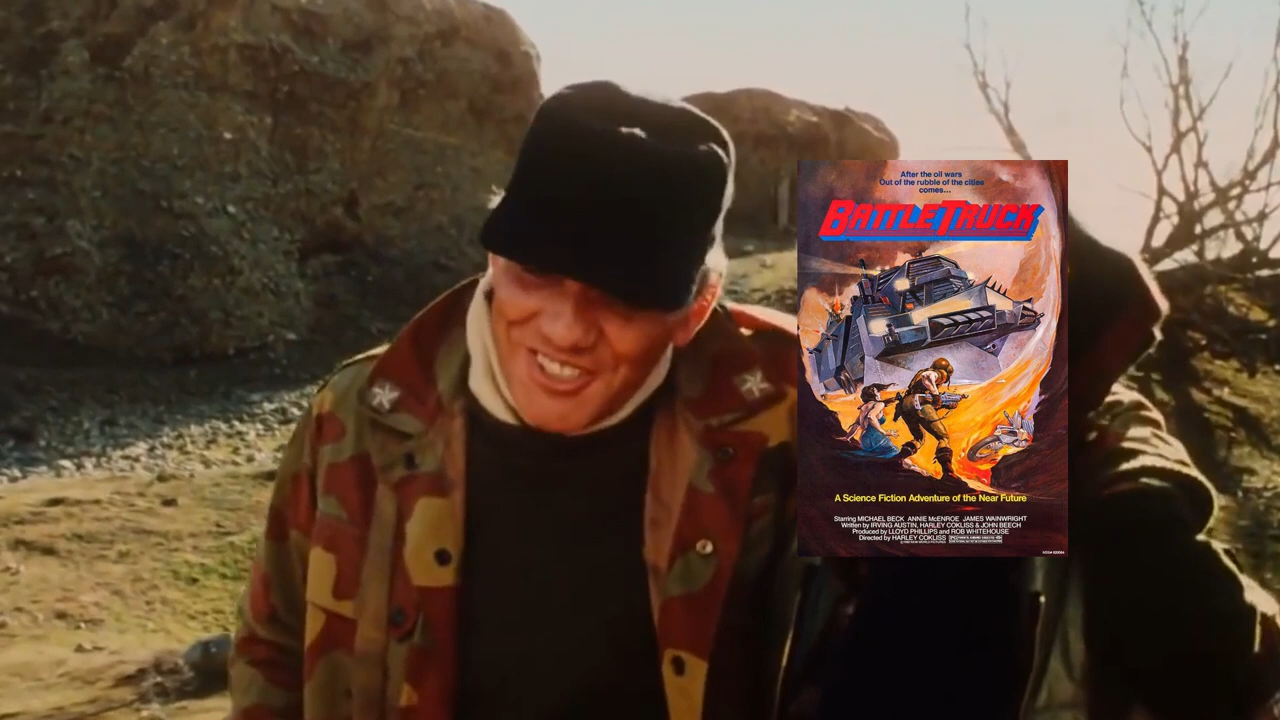 After the oil wars
Out of the rubble of the cities
comes...
BATTLETRUCK
A Science Fiction Adventure of the Near Future
Starring MICHAEL BECK ANNIE McENROE JAMES WAINWRIGHT
Written by IRVING AUSTIN, HARLEY COKLISS & JOHN BEECH
Produced by LLOYD PHILLIPS and ROB WHITEHOUSE
Directed by HARLEY COKLISS